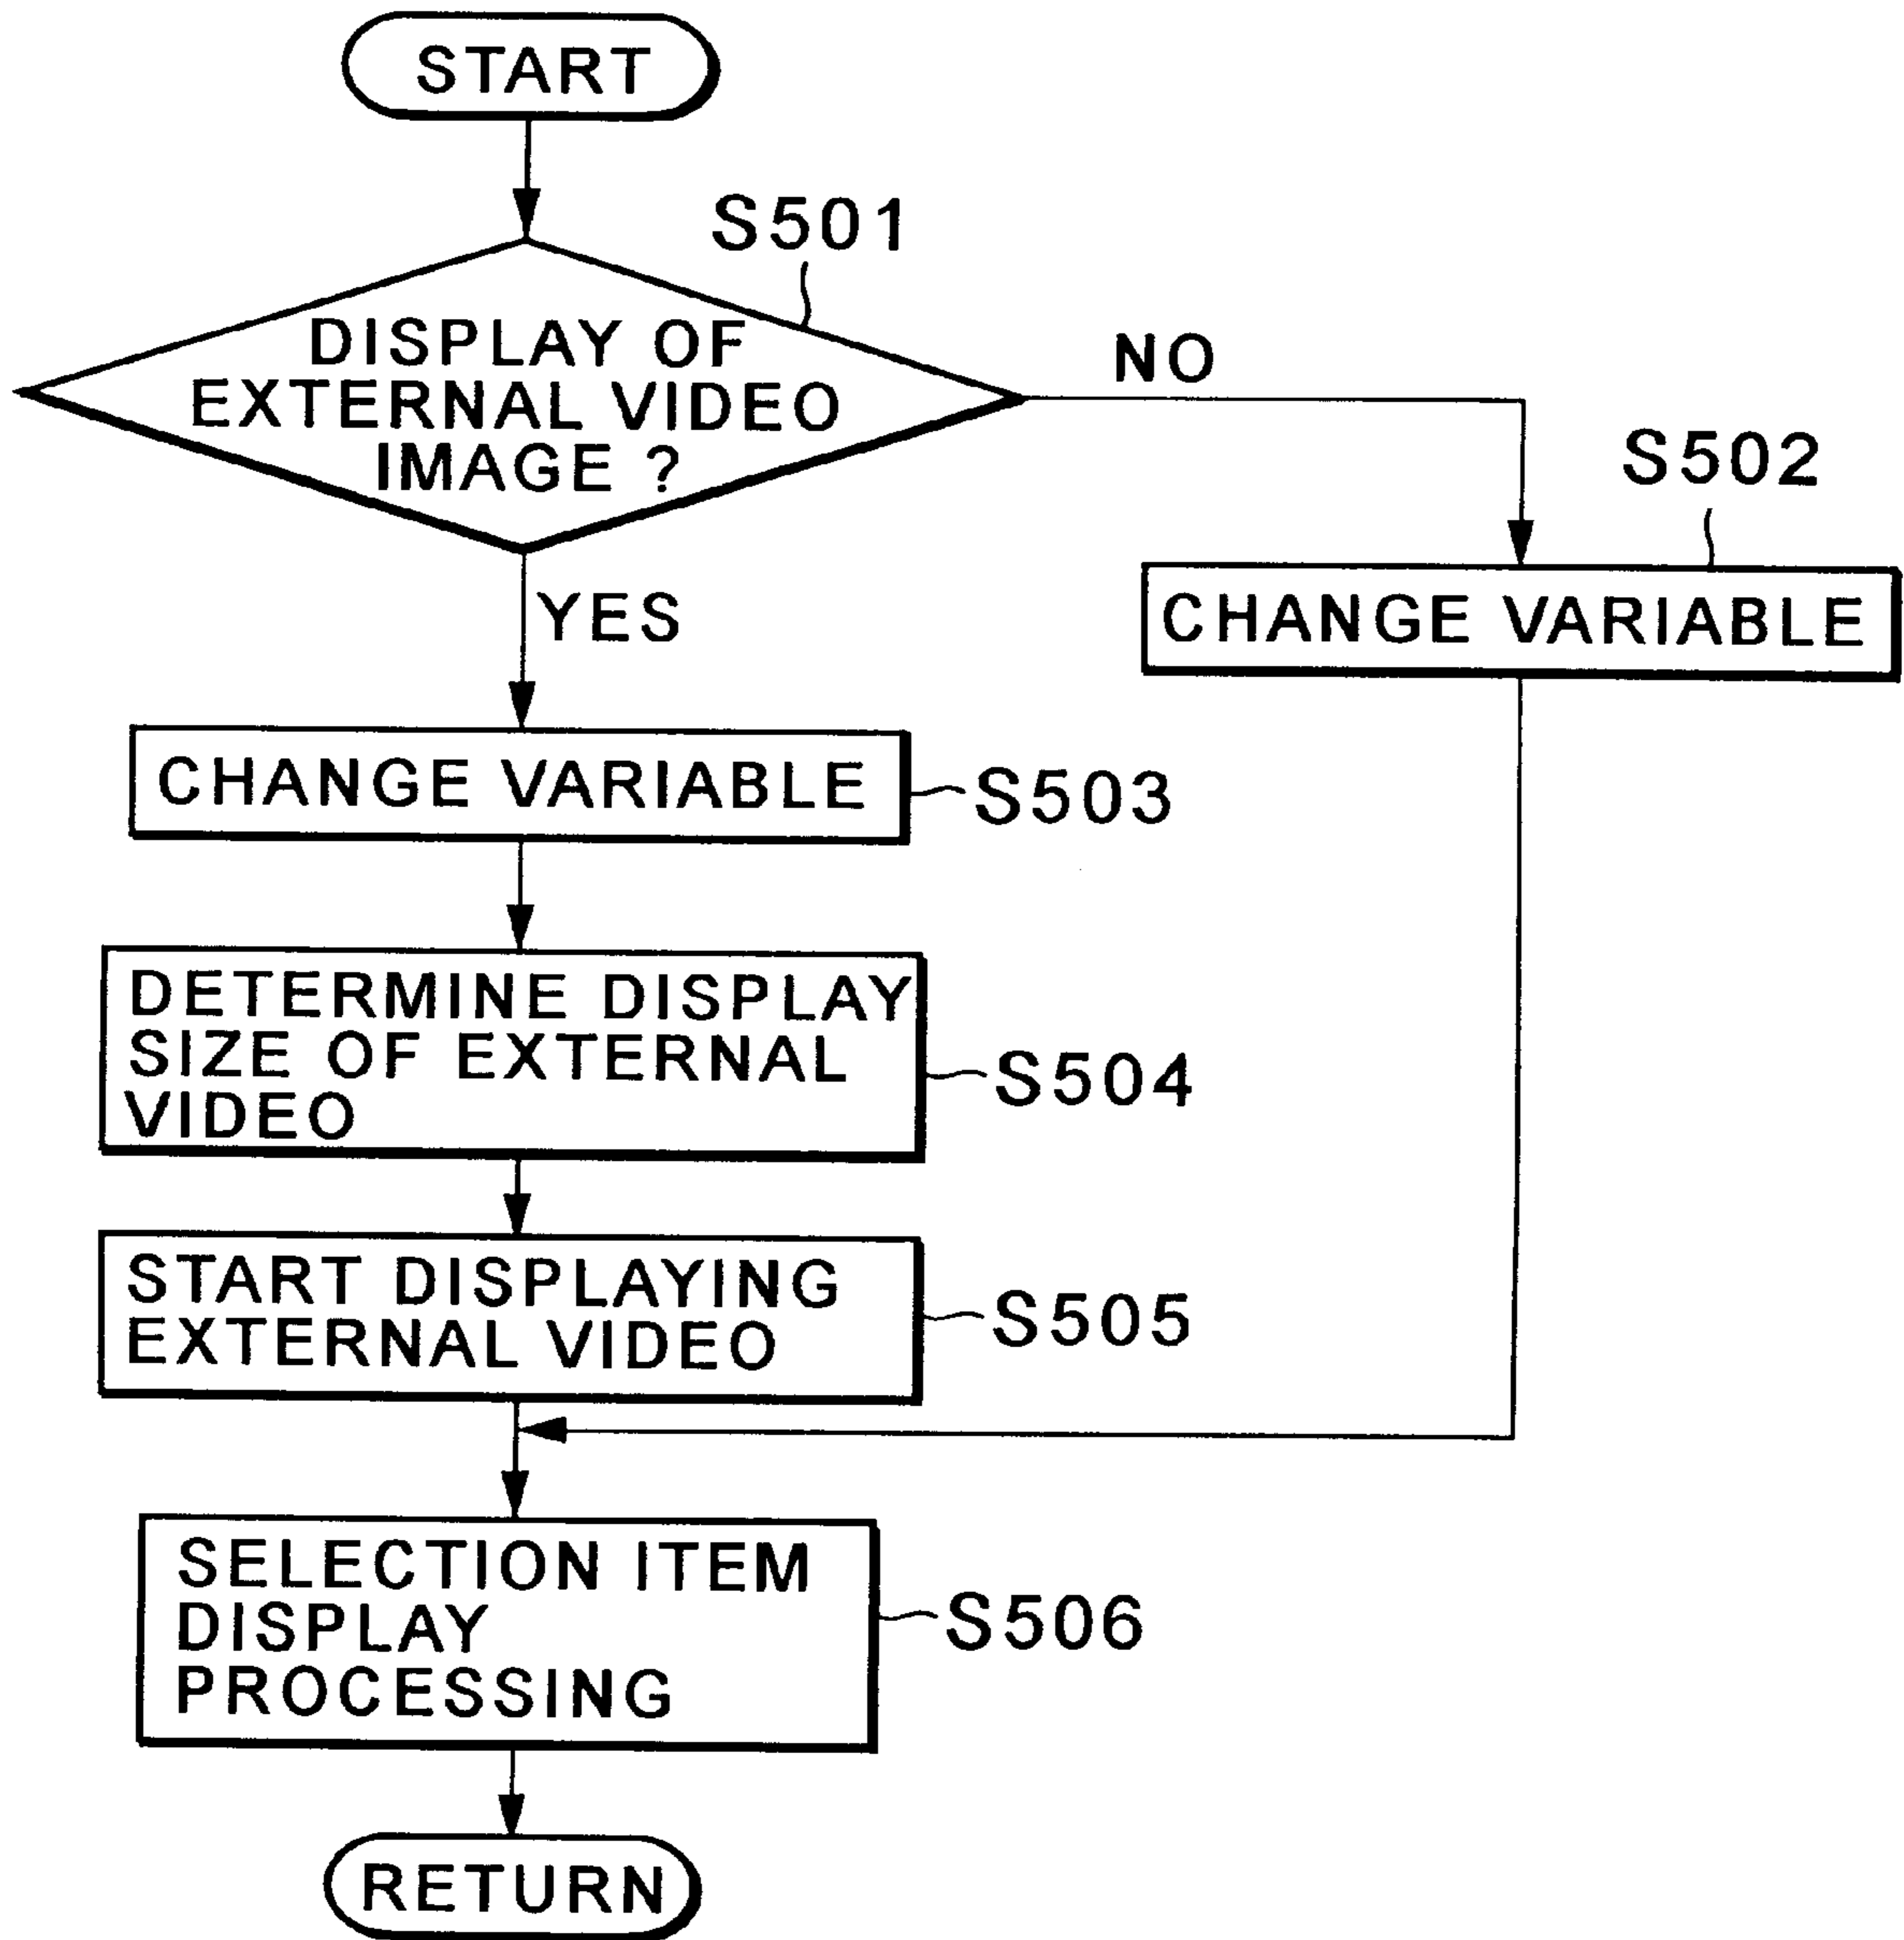 START
S501
DISPLAY OF
EXTERNAL VIDEO
IMAGE ?
NO
S502
CHANGE VARIABLE
YES
CHANGE VARIABLE
S503
DETERMINE DISPLAY
SIZE OF EXTERNAL
VIDEO
S504
START DISPLAYING
EXTERNAL VIDEO
S505
SELECTION ITEM
DISPLAY
PROCESSING
S506
RETURN